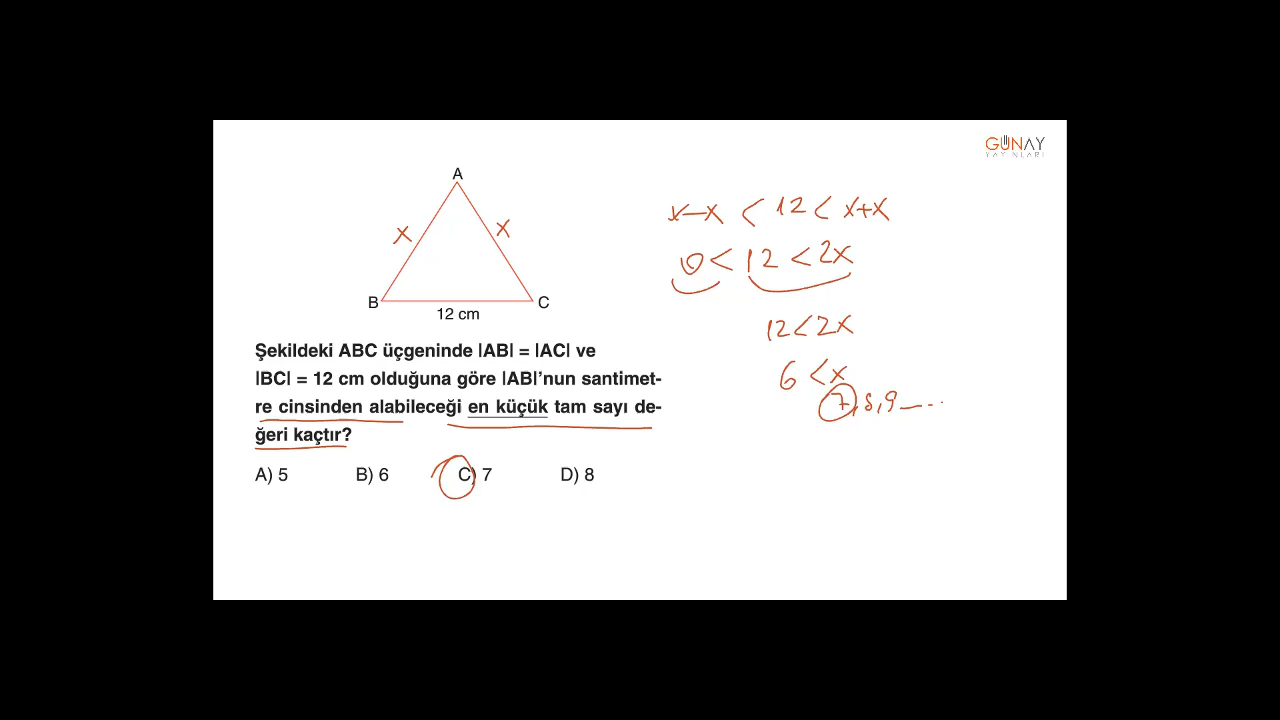 GÜNAY
YAYINLARI
A
x
x
B
C
12 cm
x-x < 12 < x+x
0 < 12 < 2x
12 < 2x
6 < x
7, 8, 9 ......
Şekildeki ABC üçgeninde |AB| = |AC| ve
|BC| = 12 cm olduğuna göre |AB|'nun santimet-
re cinsinden alabileceği en küçük tam sayı de-
ğeri kaçtır?
A) 5 B) 6 C) 7 D) 8